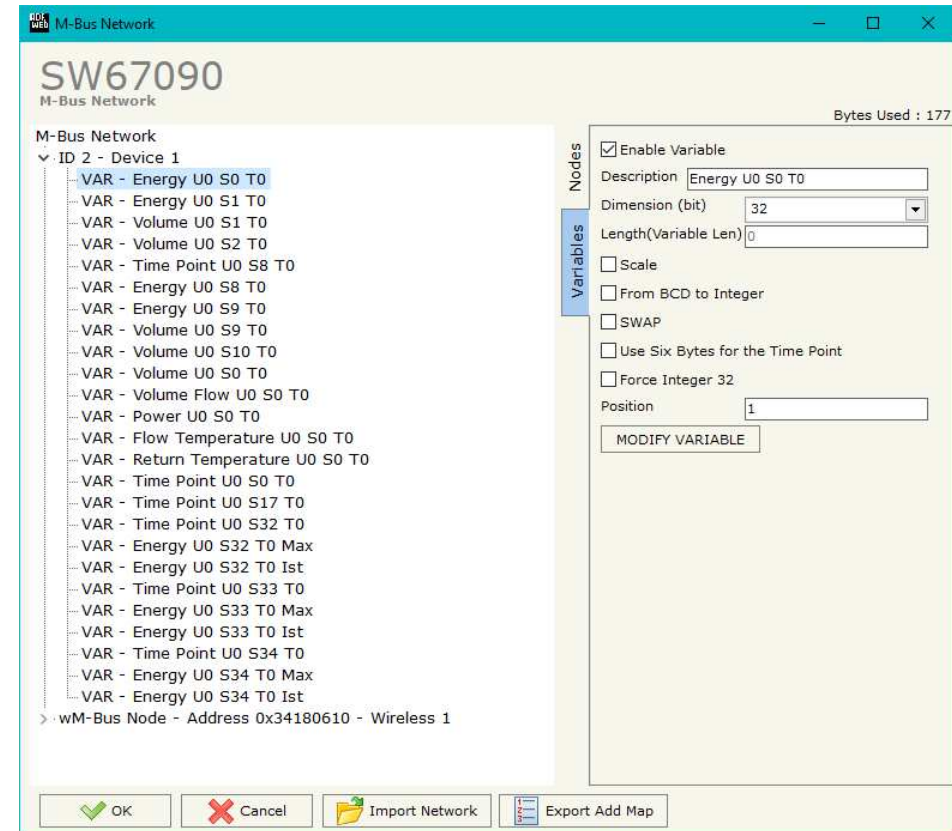 ADF
WEB
M-Bus Network
SW67090
M-Bus Network
Bytes Used : 177
M-Bus Network
ID 2 - Device 1
VAR - Energy U0 S0 T0
VAR - Energy U0 S1 T0
VAR - Volume U0 S1 T0
VAR - Volume U0 S2 T0
VAR - Time Point U0 S8 T0
VAR - Energy U0 S8 T0
VAR - Energy U0 S9 T0
VAR - Volume U0 S9 T0
VAR - Volume U0 S10 T0
VAR - Volume U0 S0 T0
VAR - Volume Flow U0 S0 T0
VAR - Power U0 S0 T0
VAR - Flow Temperature U0 S0 T0
VAR - Return Temperature U0 S0 T0
VAR - Time Point U0 S0 T0
VAR - Time Point U0 S17 T0
VAR - Time Point U0 S32 T0
VAR - Energy U0 S32 T0 Max
VAR - Energy U0 S32 T0 Ist
VAR - Time Point U0 S33 T0
VAR - Energy U0 S33 T0 Max
VAR - Energy U0 S33 T0 Ist
VAR - Time Point U0 S34 T0
VAR - Energy U0 S34 T0 Max
VAR - Energy U0 S34 T0 Ist
wM-Bus Node - Address 0x34180610 - Wireless 1
Nodes
Variables
Enable Variable
Description Energy U0 S0 T0
Dimension (bit) 32
Length(Variable Len) 0
Scale
From BCD to Integer
SWAP
Use Six Bytes for the Time Point
Force Integer 32
Position 1
MODIFY VARIABLE
OK
Cancel
Import Network
1
2
3
Export Add Map